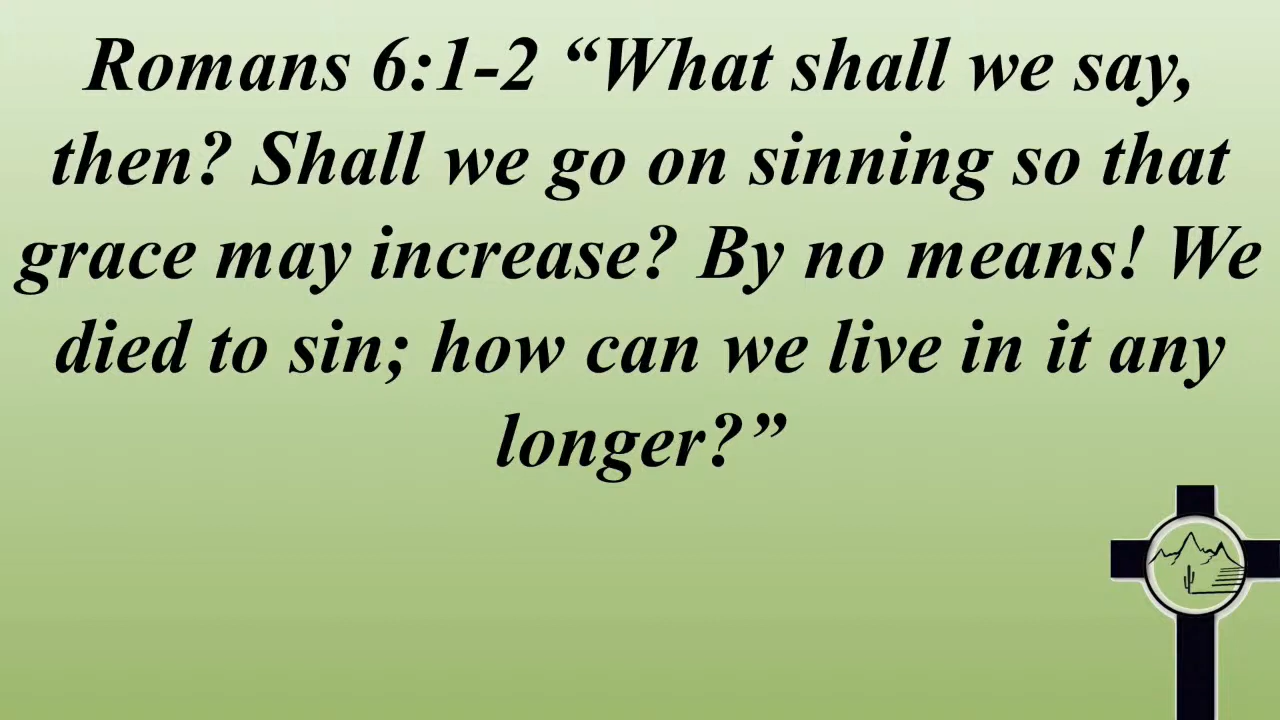 Romans 6:1-2 “What shall we say,
then? Shall we go on sinning so that
grace may increase? By no means! We
died to sin; how can we live in it any
longer?”